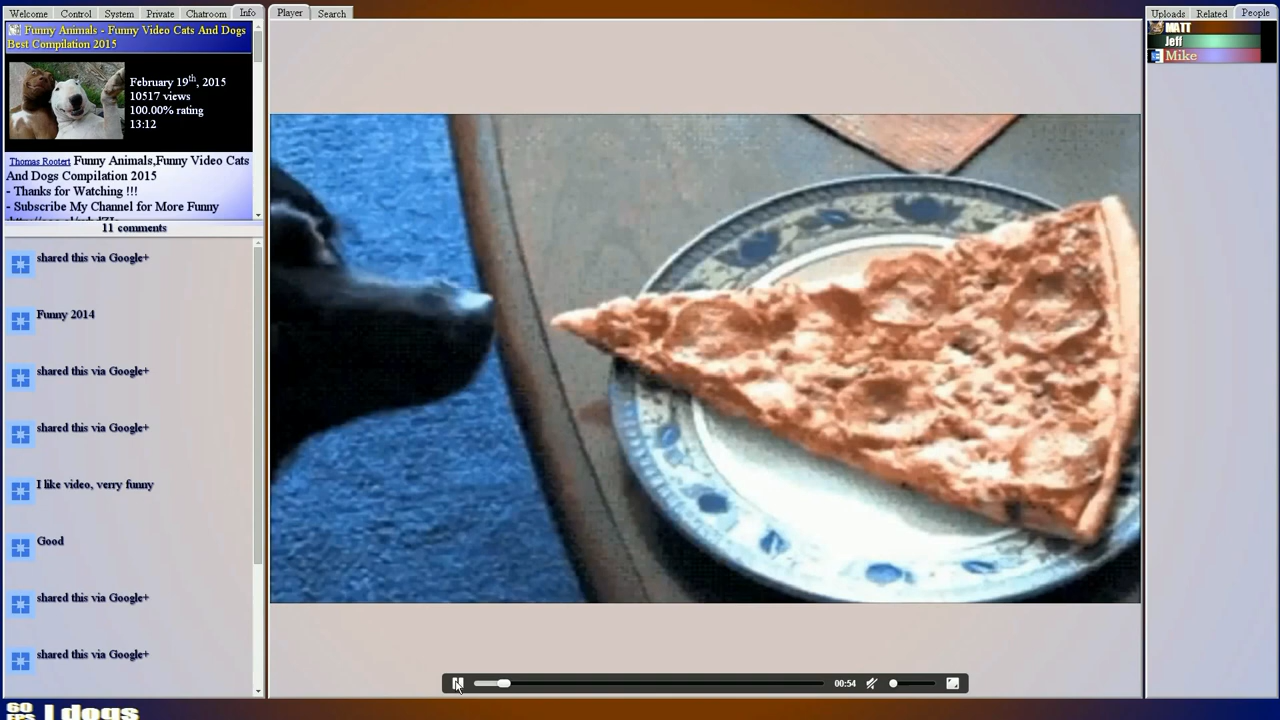 Welcome Control System Private Chatroom Info
Player Search
Uploads Related People
Funny Animals - Funny Video Cats And Dogs
Best Compilation 2015
February 19th, 2015
10517 views
100.00% rating
13:12
Thomas Rootert Funny Animals,Funny Video Cats
And Dogs Compilation 2015
- Thanks for Watching !!!
- Subscribe My Channel for More Funny
11 comments
shared this via Google+
Funny 2014
shared this via Google+
shared this via Google+
I like video, verry funny
Good
shared this via Google+
shared this via Google+
MATT
Jeff
Mike
00:54
60
FPS
dogs